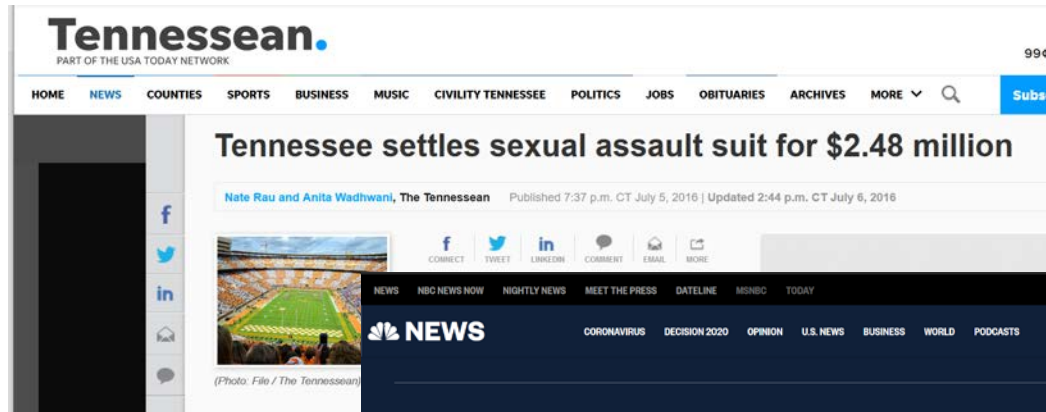 Tennessean.
PART OF THE USA TODAY NETWORK
99¢
HOME NEWS COUNTIES SPORTS BUSINESS MUSIC CIVILITY TENNESSEE POLITICS JOBS OBITUARIES ARCHIVES MORE Subs
Tennessee settles sexual assault suit for $2.48 million
Nate Rau and Anita Wadhwani, The Tennessean Published 7:37 p.m. CT July 5, 2016 | Updated 2:44 p.m. CT July 6, 2016
CONNECT TWEET LINKEDIN COMMENT EMAIL MORE
(Photo: File / The Tennessean)
NEWS NBC NEWS NOW NIGHTLY NEWS MEET THE PRESS DATELINE MSNBC TODAY
NEWS CORONAVIRUS DECISION 2020 OPINION U.S. NEWS BUSINESS WORLD PODCASTS